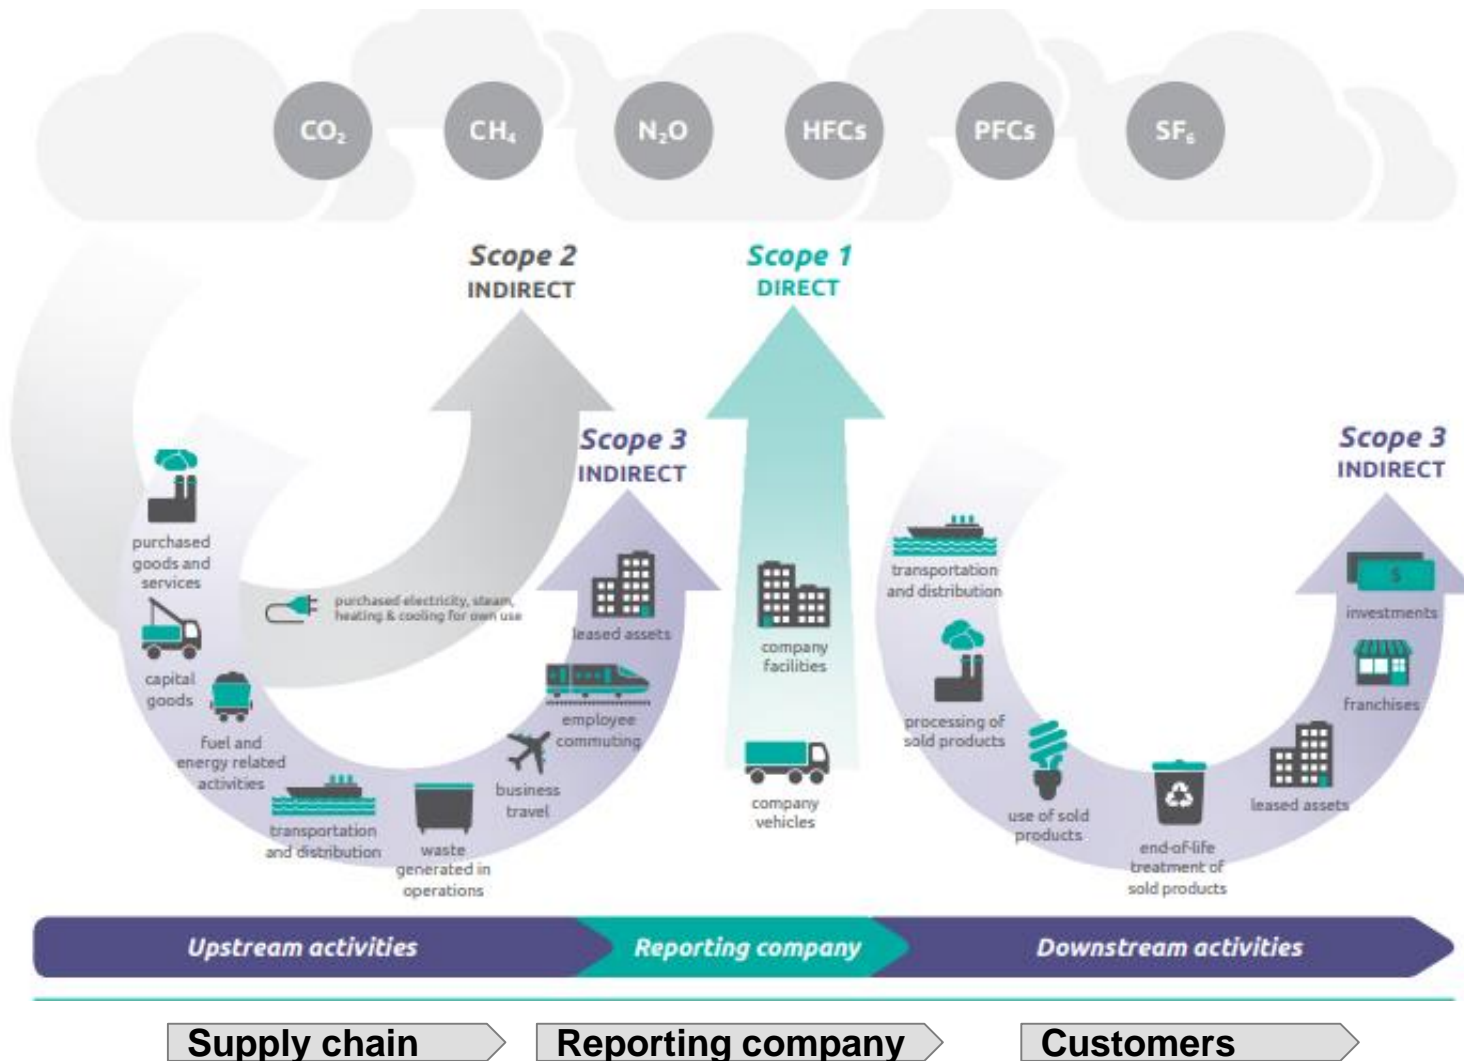 CO₂
CH₄
N₂O
HFCs
PFCs
SF₆
Scope 2
INDIRECT
Scope 1
DIRECT
Scope 3
INDIRECT
Scope 3
INDIRECT
purchased
goods and
services
capital
goods
fuel and
energy related
activities
purchased electricity, steam,
heating & cooling for own use
transportation
and distribution
waste
generated in
operations
business
travel
employee
commuting
leased assets
company
facilities
company
vehicles
transportation
and distribution
processing of
sold products
use of sold
products
end-of-life
treatment of
sold products
leased assets
franchises
investments
$
Upstream activities
Reporting company
Downstream activities
Supply chain
Reporting company
Customers